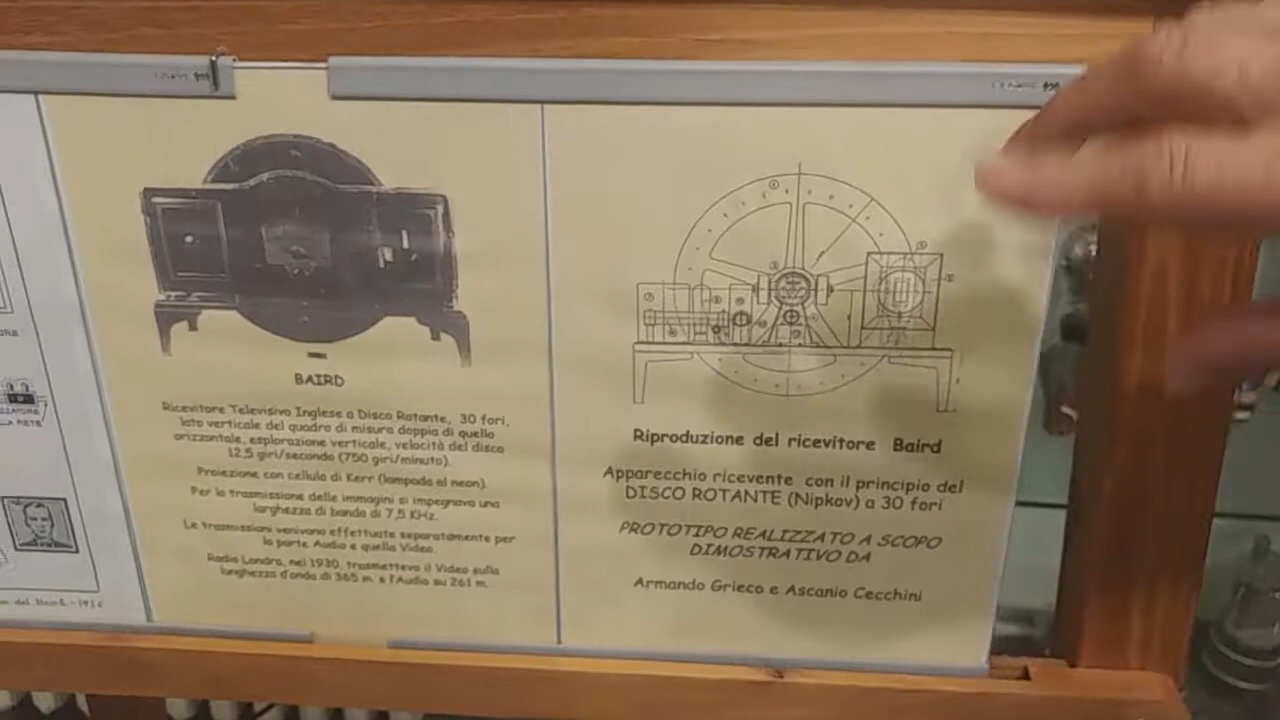 BAIRD
Ricevitore Televisivo Inglese a Disco Rotante, 30 fori,
lato verticale del quadro di misura doppia di quello
orizzontale, esplorazione verticale, velocità del disco
12,5 giri/secondo (750 giri/minuto).
Proiezione con cellula di Kerr (lampada al neon).
Per la trasmissione delle immagini si impegnava una
larghezza di banda di 7,5 KHz.
Le trasmissioni venivano effettuate separatamente per
la parte Audio e quella Video.
Radio Londra, nel 1930, trasmetteva il Video sulla
lunghezza d'onda di 365 m. e l'Audio su 261 m.
Riproduzione del ricevitore Baird
Apparecchio ricevente con il principio del
DISCO ROTANTE (Nipkov) a 30 fori
PROTOTIPO REALIZZATO A SCOPO
DIMOSTRATIVO DA
Armando Grieco e Ascanio Cecchini